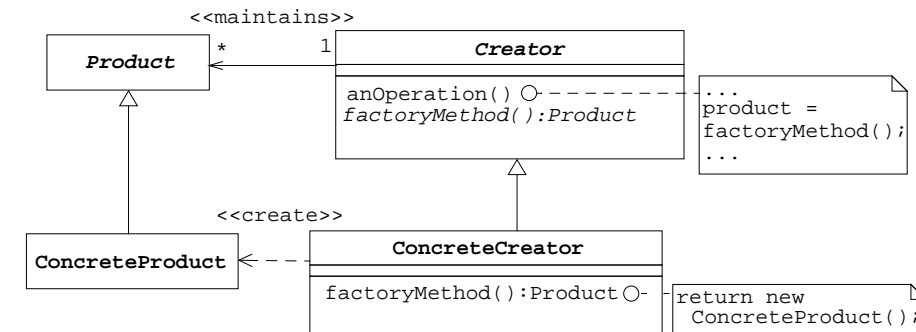 <<maintains>>
* 1
Product
Creator
anOperation()
factoryMethod():Product
...
product =
factoryMethod();
...
<<create>>
ConcreteProduct
ConcreteCreator
factoryMethod():Product
return new
ConcreteProduct();